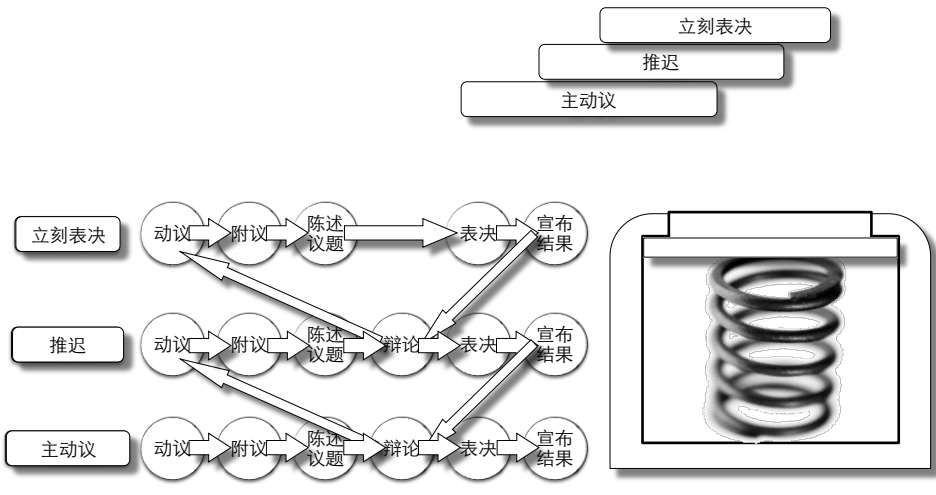 立刻表决
推迟
主动议
立刻表决
动议
附议
陈述
议题
表决
宣布
结果
推迟
动议
附议
陈述
议题
辩论
表决
宣布
结果
主动议
动议
附议
陈述
议题
辩论
表决
宣布
结果